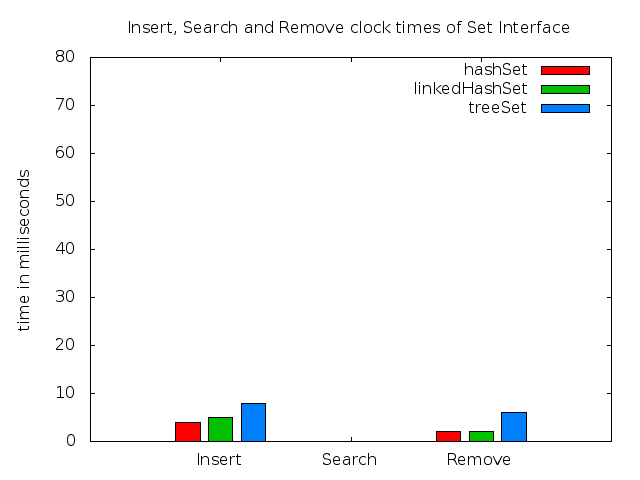 Insert, Search and Remove clock times of Set Interface
80
70
60
50
40
30
20
10
0
time in milliseconds
hashSet
linkedHashSet
treeSet
Insert
Search
Remove